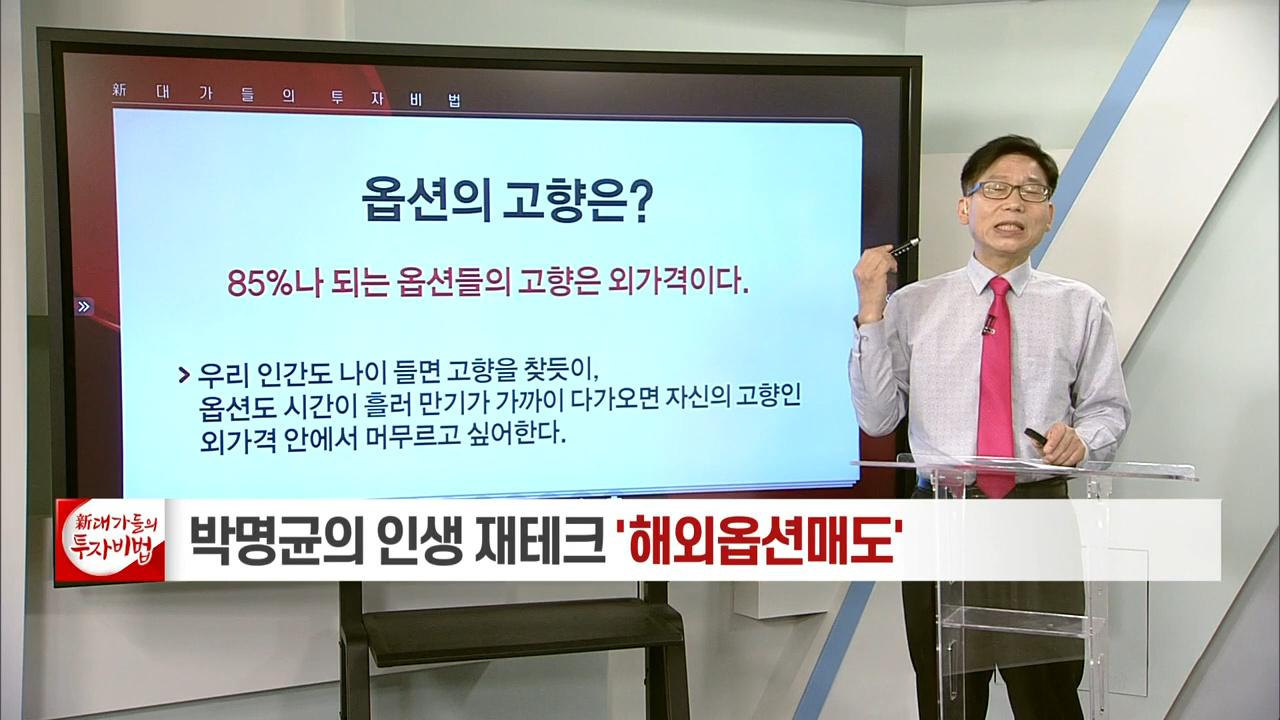 新 대 가 들 의 투 자 비 법
옵션의 고향은?
85%나 되는 옵션들의 고향은 외가격이다.
> 우리 인간도 나이 들면 고향을 찾듯이,
옵션도 시간이 흘러 만기가 가까이 다가오면 자신의 고향인
외가격 안에서 머무르고 싶어한다.
»
新대가들의
투자비법
박명균의 인생 재테크 '해외옵션매도'